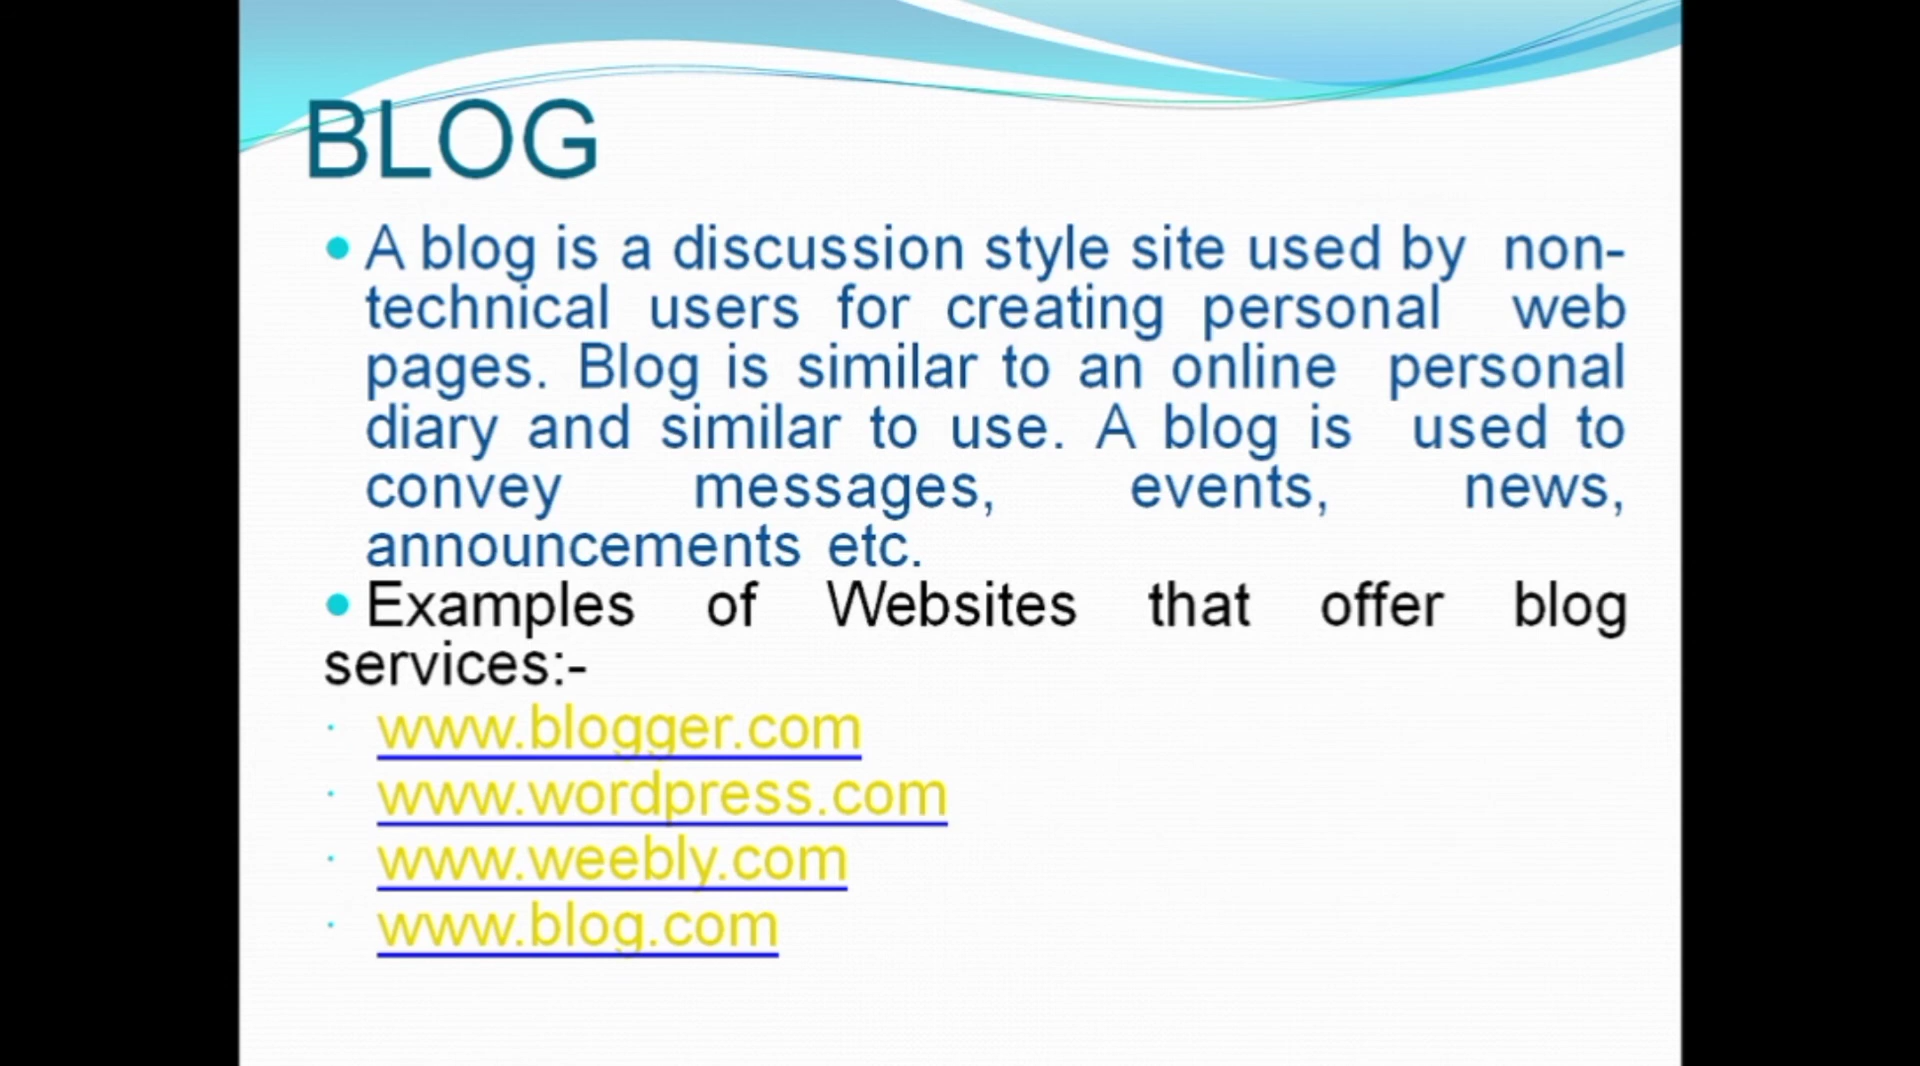 BLOG
• A blog is a discussion style site used by non-
technical users for creating personal web
pages. Blog is similar to an online personal
diary and similar to use. A blog is used to
convey messages, events, news,
announcements etc.
• Examples of Websites that offer blog
services:-
· www.blogger.com
· www.wordpress.com
· www.weebly.com
· www.blog.com